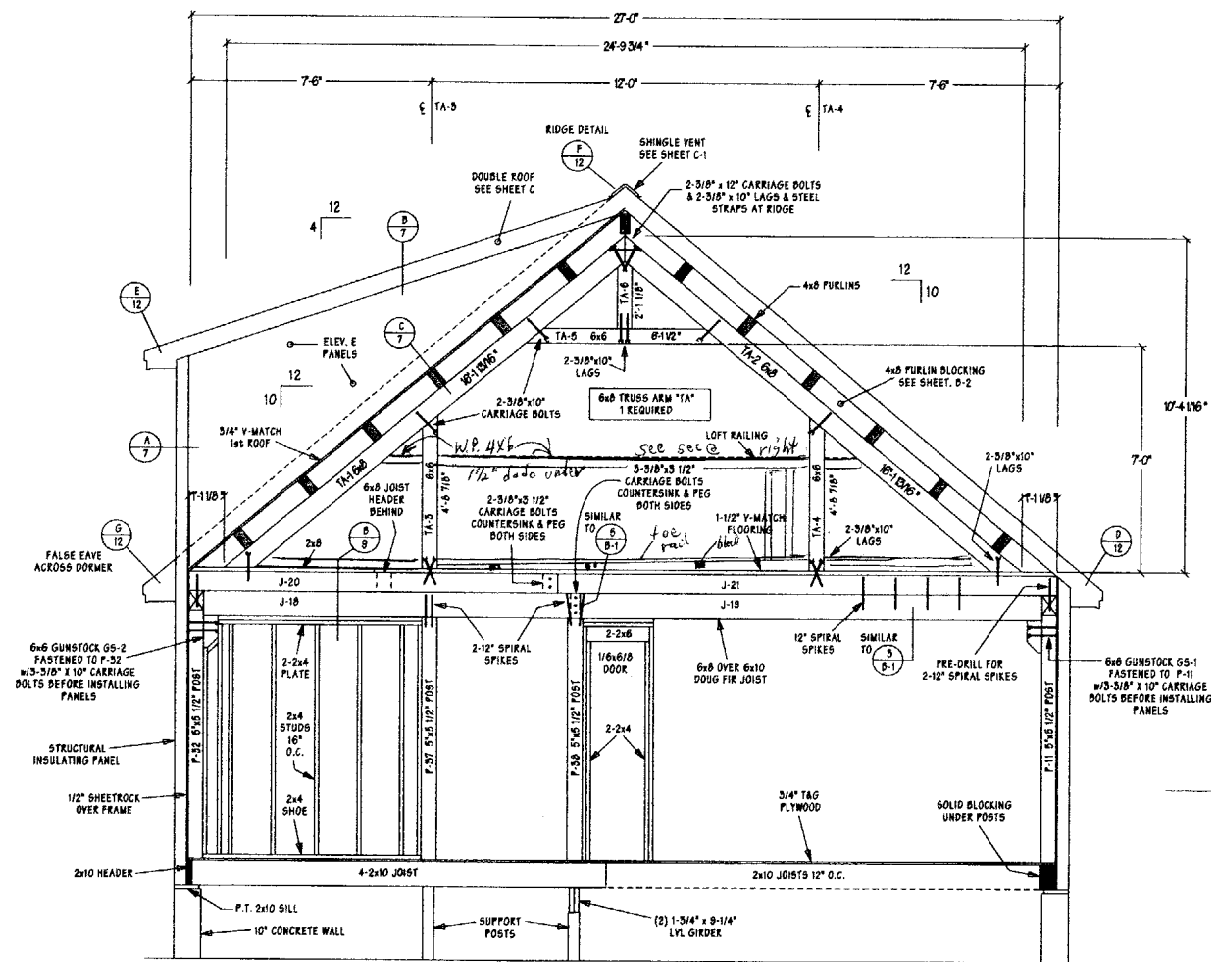 27'-0"
24'-9 3/4"
7'-6"
12'-0"
7'-6"
℄ TA-3
℄ TA-4
RIDGE DETAIL
F
12
SHINGLE VENT
SEE SHEET C-1
DOUBLE ROOF
SEE SHEET C
2-3/8" x 12" CARRIAGE BOLTS
& 2-3/8" x 10" LAGS & STEEL
STRAPS AT RIDGE
12
4
B
7
12
10
E
12
4x8 PURLINS
TA-6
2'-1 1/8"
C
7
ELEV. E
PANELS
TA-5 6x6 6'-1 1/2"
16'-1 13/16"
TA-2 6x8
2-3/8"x10"
LAGS
4x8 PURLIN BLOCKING
SEE SHEET. B-2
12
10
6x8 TRUSS ARM "TA"
1 REQUIRED
2-3/8"x10"
CARRIAGE BOLTS
10'-4 1/16"
3/4" V-MATCH
1st ROOF
A
7
W.P. 4x6
see sec @ right
LOFT RAILING
7'-0"
1 1/2" dado under
TA-1 6x8
6x6
4'-8 7/8"
TA-3
6x8 JOIST
HEADER
BEHIND
2-3/8"x5 1/2"
CARRIAGE BOLTS
COUNTERSINK & PEG
BOTH SIDES
3-3/8"x5 1/2"
CARRIAGE BOLTS
COUNTERSINK & PEG
BOTH SIDES
6x6
4'-8 7/8"
TA-4
16'-1 13/16"
2-3/8"x10"
LAGS
1'-1 1/8"
1'-1 1/8"
SIMILAR
TO
B-1
1-1/2" V-MATCH
FLOORING
2-3/8"x10"
LAGS
G
12
D
12
FALSE EAVE
ACROSS DORMER
2x8
B
toe
rail
J-20
J-21
J-18
J-19
6x6 GUNSTOCK GS-2
FASTENED TO P-32
w/3-3/8" X 10" CARRIAGE
BOLTS BEFORE INSTALLING
PANELS
2-2x4
PLATE
2-12" SPIRAL
SPIKES
2-2x6
1/6x6/8
DOOR
6x8 OVER 6x10
DOUG FIR JOIST
12" SPIRAL
SPIKES
SIMILAR
TO
B-1
PRE-DRILL FOR
2-12" SPIRAL SPIKES
6x6 GUNSTOCK GS-1
FASTENED TO P-11
w/3-3/8" X 10" CARRIAGE
BOLTS BEFORE INSTALLING
PANELS
P-32 5"x5 1/2" POST
2x4
STUDS
16"
O.C.
P-37 5"x5 1/2" POST
P-38 5"x5 1/2" POST
2-2x4
P-11 5"x5 1/2" POST
STRUCTURAL
INSULATING PANEL
1/2" SHEETROCK
OVER FRAME
2x4
SHOE
3/4" T&G
PLYWOOD
SOLID BLOCKING
UNDER POSTS
2x10 HEADER
4-2x10 JOIST
2x10 JOISTS 12" O.C.
P.T. 2x10 SILL
10" CONCRETE WALL
SUPPORT
POSTS
(2) 1-3/4" x 9-1/4"
LVL GIRDER